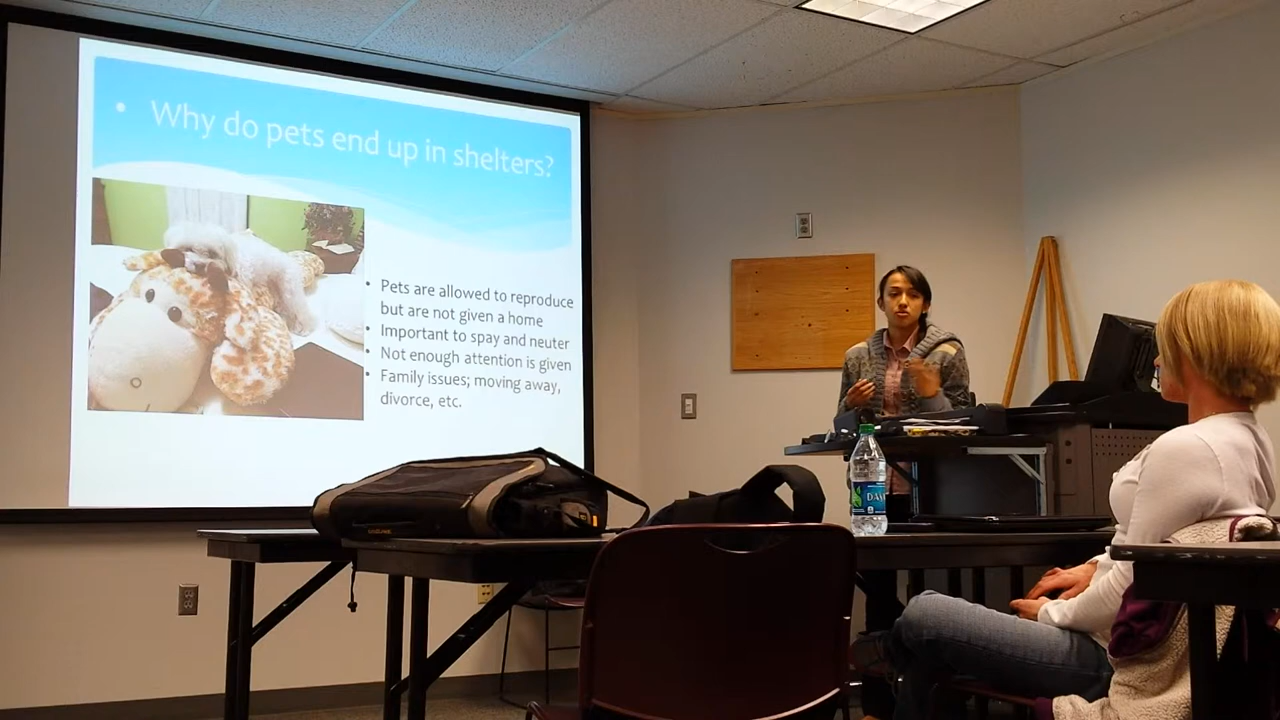 • Why do pets end up in shelters?
• Pets are allowed to reproduce
but are not given a home
• Important to spay and neuter
• Not enough attention is given
• Family issues; moving away,
divorce, etc.